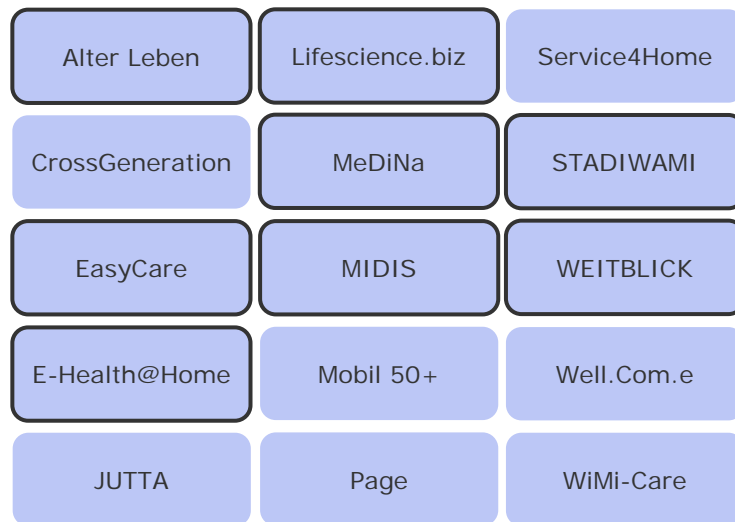 Alter Leben
Lifescience.biz
Service4Home
CrossGeneration
MeDiNa
STADIWAMI
EasyCare
MIDIS
WEITBLICK
E-Health@Home
Mobil 50+
Well.Com.e
JUTTA
Page
WiMi-Care